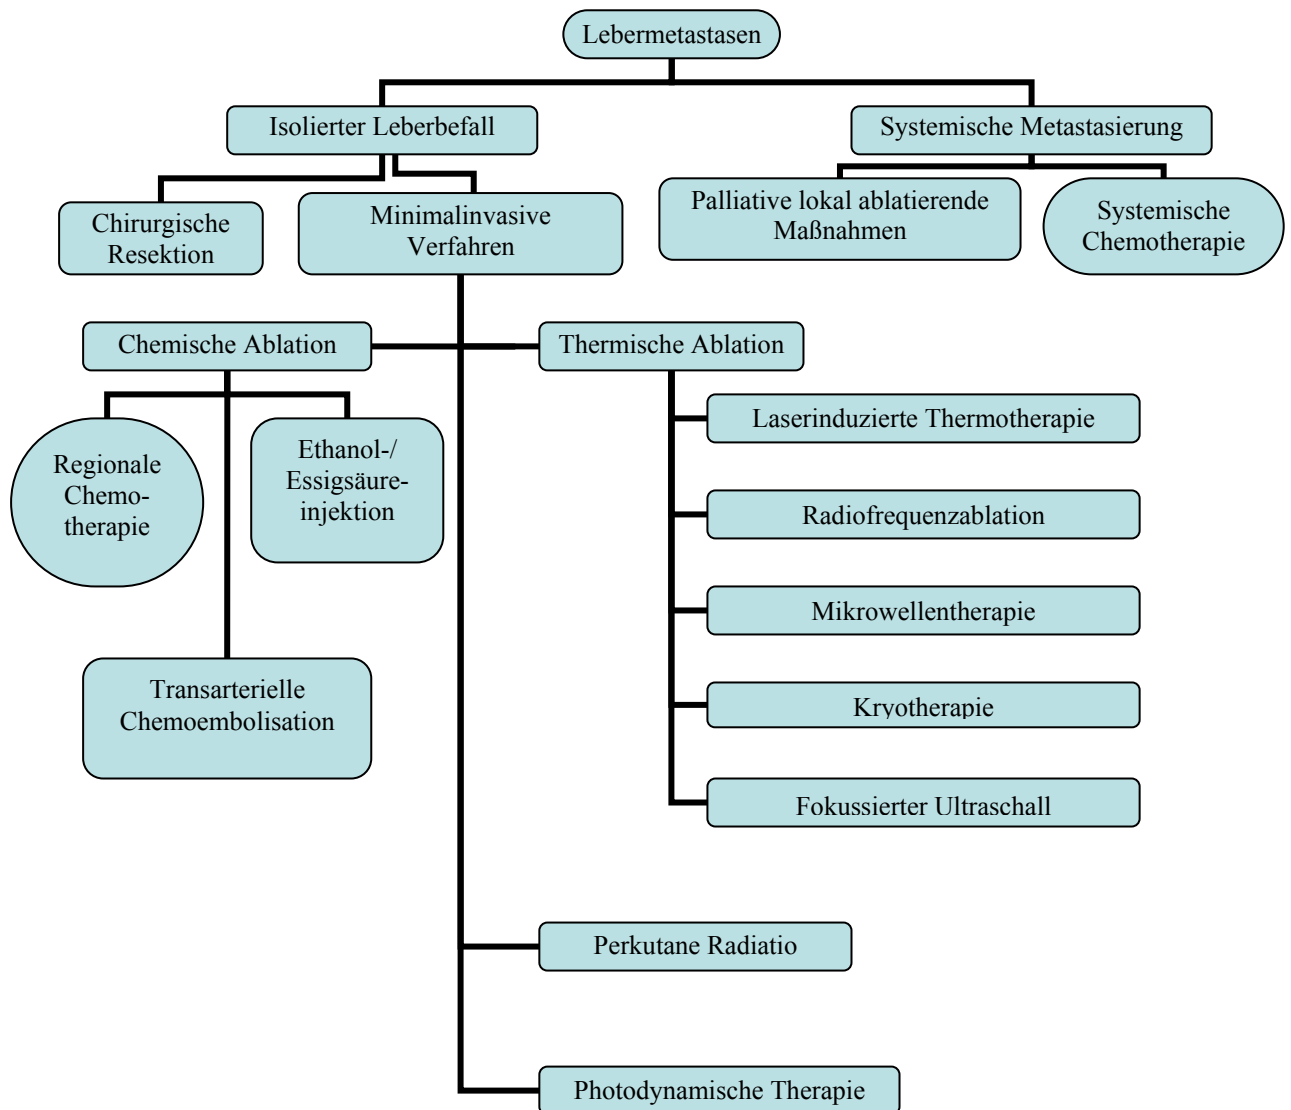 Lebermetastasen
Isolierter Leberbefall
Systemische Metastasierung
Chirurgische
Resektion
Minimalinvasive
Verfahren
Palliative lokal ablatierende
Maßnahmen
Systemische
Chemotherapie
Chemische Ablation
Thermische Ablation
Regionale
Chemo-
therapie
Ethanol-/
Essigsäure-
injektion
Transarterielle
Chemoembolisation
Laserinduzierte Thermotherapie
Radiofrequenzablation
Mikrowellentherapie
Kryotherapie
Fokussierter Ultraschall
Perkutane Radiatio
Photodynamische Therapie